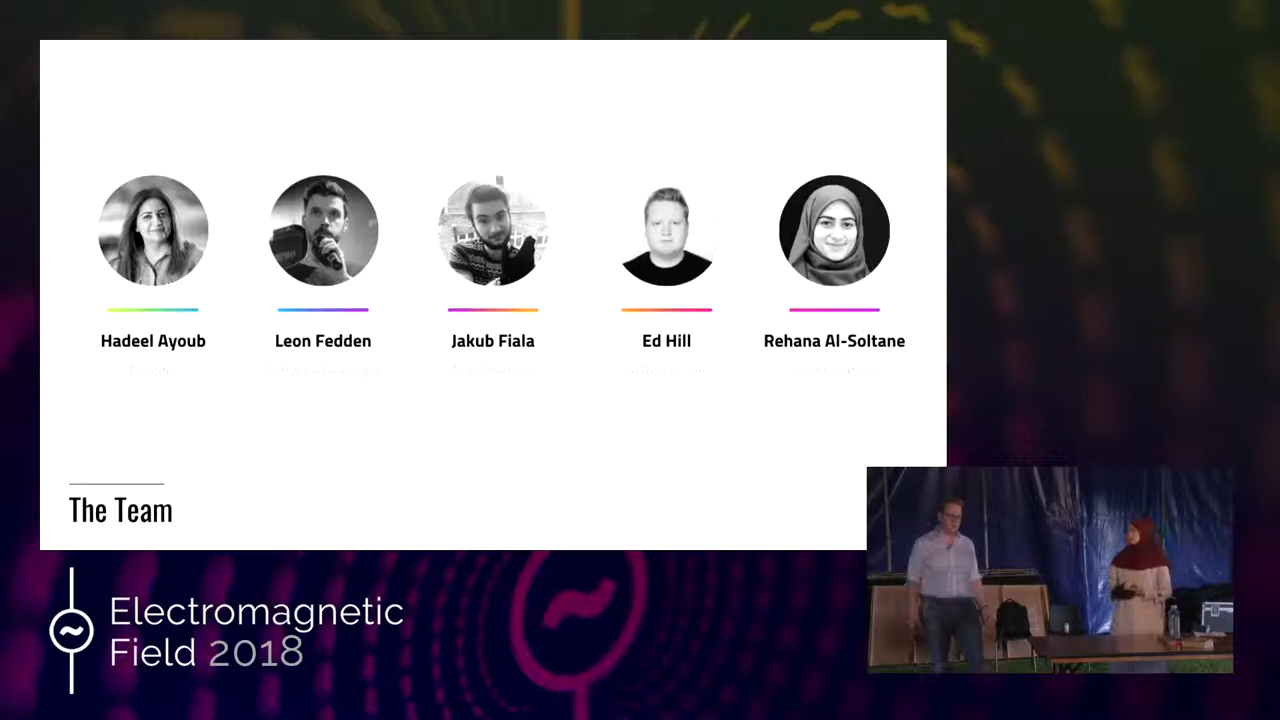 Hadeel Ayoub
Leon Fedden
Jakub Fiala
Ed Hill
Rehana Al-Soltane
The Team
Electromagnetic
Field 2018